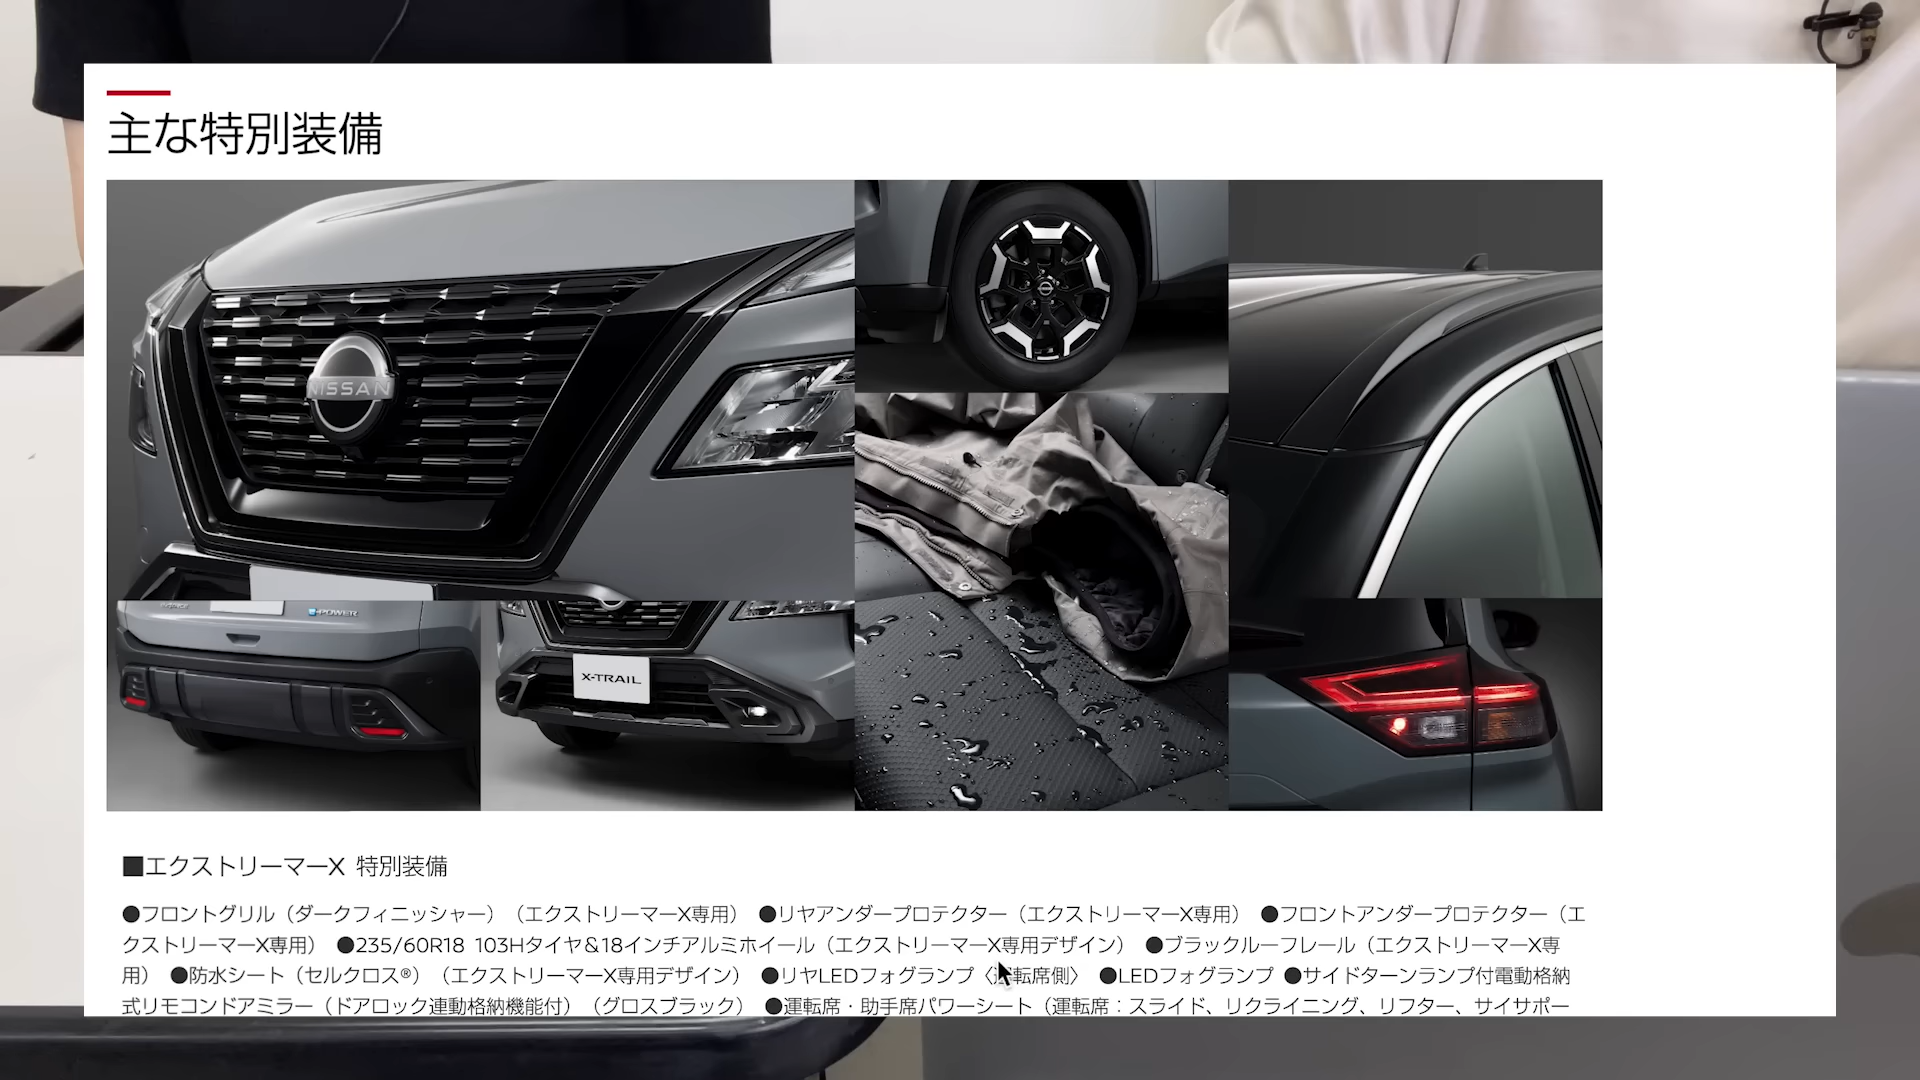 主な特別装備
NISSAN
e-POWER
X-TRAIL
■エクストリーマーX 特別装備
●フロントグリル（ダークフィニッシャー）（エクストリーマーX専用） ●リヤアンダープロテクター（エクストリーマーX専用） ●フロントアンダープロテクター（エ
クストリーマーX専用） ●235/60R18 103Hタイヤ&18インチアルミホイール（エクストリーマーX専用デザイン） ●ブラックルーフレール（エクストリーマーX専
用） ●防水シート（セルクロス®）（エクストリーマーX専用デザイン） ●リヤLEDフォグランプ〈運転席側〉 ●LEDフォグランプ ●サイドターンランプ付電動格納
式リモコンドアミラー（ドアロック連動格納機能付）（グロスブラック） ●運転席・助手席パワーシート（運転席：スライド、リクライニング、リフター、サイサポー